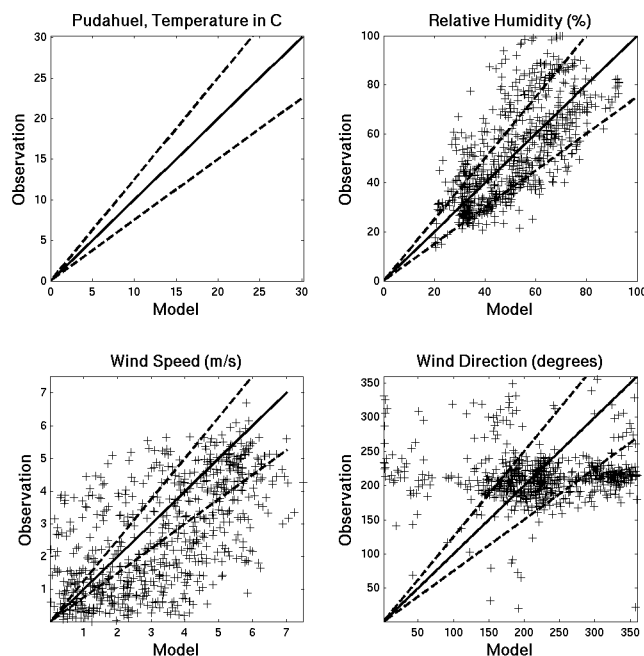 Pudahuel, Temperature in C
30
25
20
15
10
5
0
Observation
0 5 10 15 20 25 30
Model
Relative Humidity (%)
100
80
60
40
20
0
Observation
0 20 40 60 80 100
Model
Wind Speed (m/s)
7
6
5
4
3
2
1
Observation
1 2 3 4 5 6 7
Model
Wind Direction (degrees)
350
300
250
200
150
100
50
Observation
50 100 150 200 250 300 350
Model